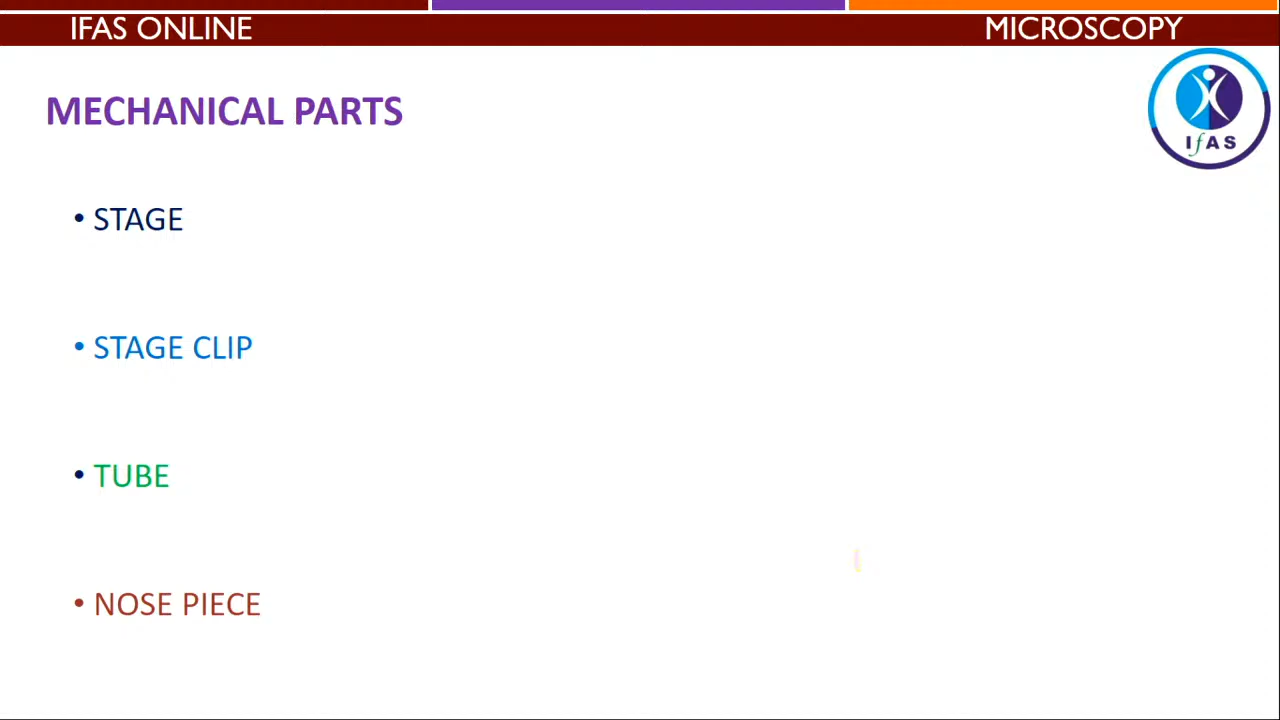 IFAS ONLINE
MICROSCOPY
MECHANICAL PARTS
IfAS
• STAGE
• STAGE CLIP
• TUBE
• NOSE PIECE